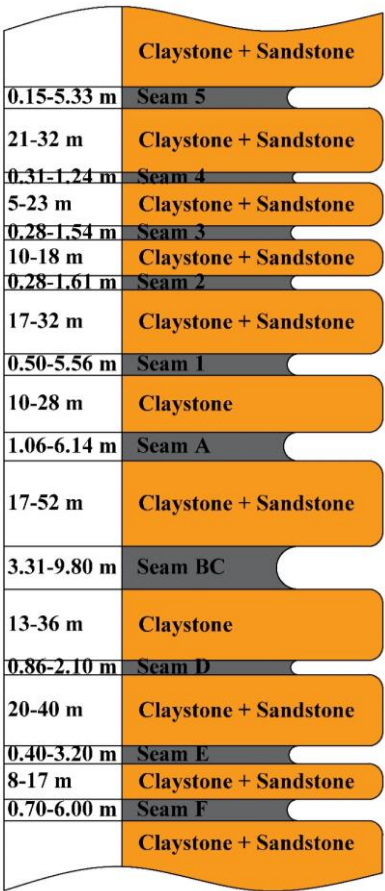 Claystone + Sandstone
0.15-5.33 m Seam 5
21-32 m Claystone + Sandstone
0.31-1.24 m Seam 4
5-23 m Claystone + Sandstone
0.28-1.54 m Seam 3
10-18 m Claystone + Sandstone
0.28-1.61 m Seam 2
17-32 m Claystone + Sandstone
0.50-5.56 m Seam 1
10-28 m Claystone
1.06-6.14 m Seam A
17-52 m Claystone + Sandstone
3.31-9.80 m Seam BC
13-36 m Claystone
0.86-2.10 m Seam D
20-40 m Claystone + Sandstone
0.40-3.20 m Seam E
8-17 m Claystone + Sandstone
0.70-6.00 m Seam F
Claystone + Sandstone